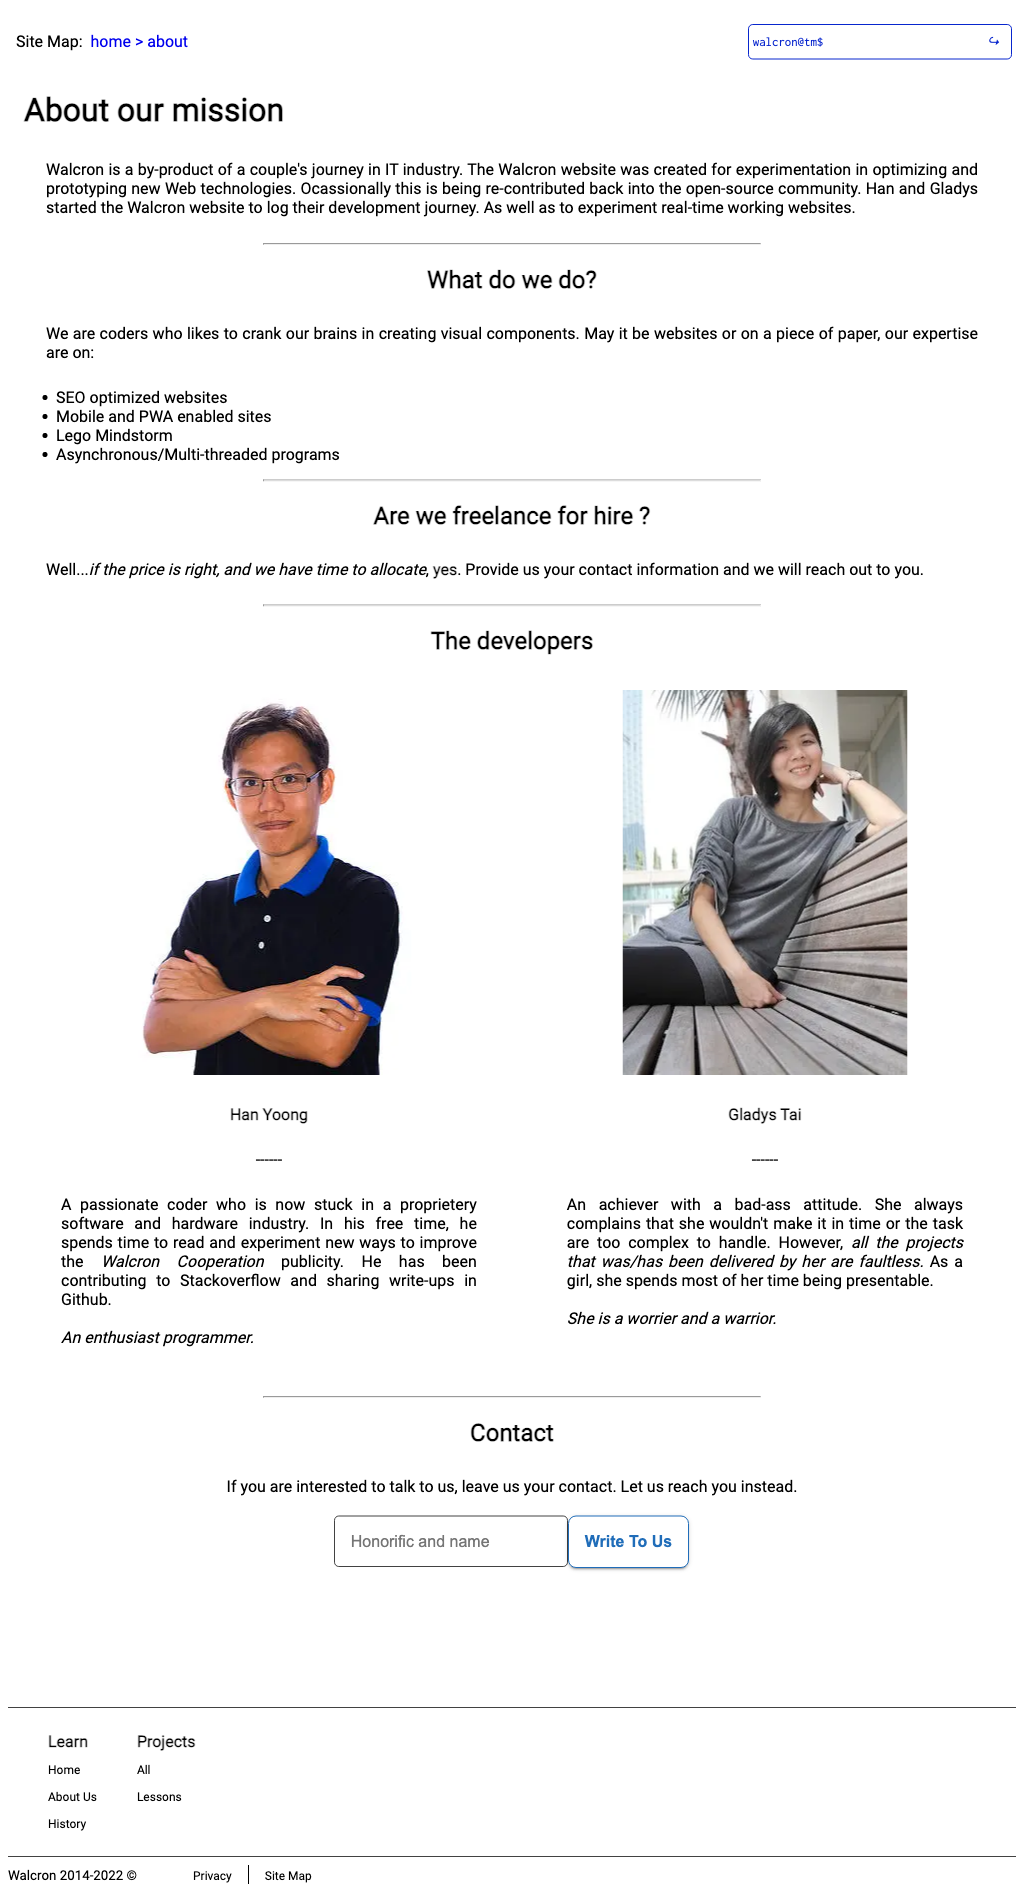 Site Map: home > about
walcron@tm$
About our mission
Walcron is a by-product of a couple's journey in IT industry. The Walcron website was created for experimentation in optimizing and
prototyping new Web technologies. Ocassionally this is being re-contributed back into the open-source community. Han and Gladys
started the Walcron website to log their development journey. As well as to experiment real-time working websites.
What do we do?
We are coders who likes to crank our brains in creating visual components. May it be websites or on a piece of paper, our expertise
are on:
• SEO optimized websites
• Mobile and PWA enabled sites
• Lego Mindstorm
• Asynchronous/Multi-threaded programs
Are we freelance for hire ?
Well...if the price is right, and we have time to allocate, yes. Provide us your contact information and we will reach out to you.
The developers
Han Yoong
------
A passionate coder who is now stuck in a proprietery
software and hardware industry. In his free time, he
spends time to read and experiment new ways to improve
the Walcron Cooperation publicity. He has been
contributing to Stackoverflow and sharing write-ups in
Github.
An enthusiast programmer.
Gladys Tai
------
An achiever with a bad-ass attitude. She always
complains that she wouldn't make it in time or the task
are too complex to handle. However, all the projects
that was/has been delivered by her are faultless. As a
girl, she spends most of her time being presentable.
She is a worrier and a warrior.
Contact
If you are interested to talk to us, leave us your contact. Let us reach you instead.
Honorific and name
Write To Us
Learn
Home
About Us
History
Projects
All
Lessons
Walcron 2014-2022 ©
Privacy
Site Map